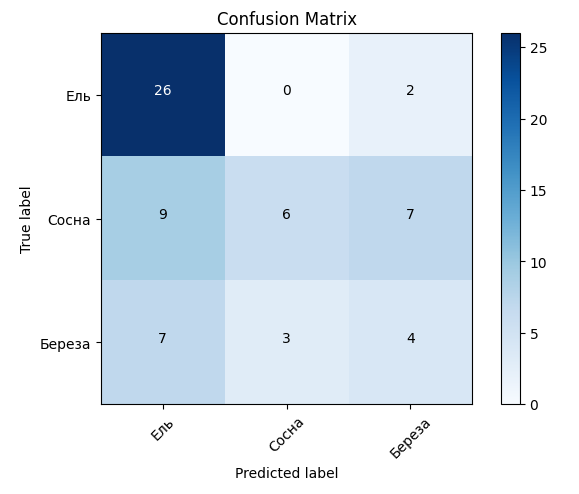 Confusion Matrix
Ель
26
0
2
Сосна
9
6
7
Береза
7
3
4
Ель
Сосна
Береза
Predicted label
True label
25
20
15
10
5
0